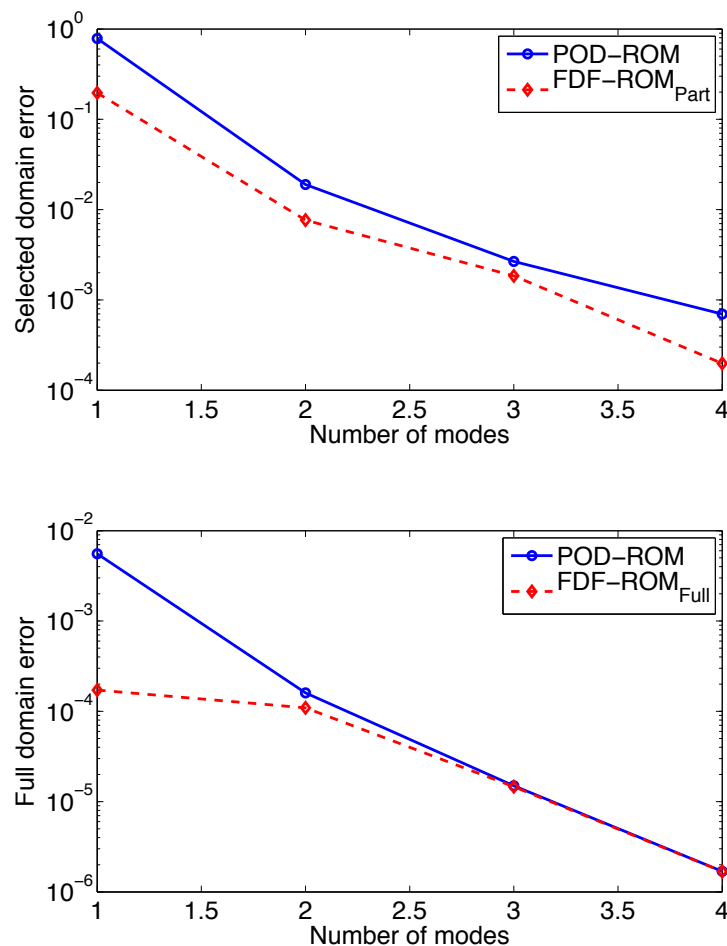 10^0
10^-1
10^-2
10^-3
10^-4
Selected domain error
POD-ROM
FDF-ROM_Part
1 1.5 2 2.5 3 3.5 4
Number of modes
10^-2
10^-3
10^-4
10^-5
10^-6
Full domain error
POD-ROM
FDF-ROM_Full
1 1.5 2 2.5 3 3.5 4
Number of modes